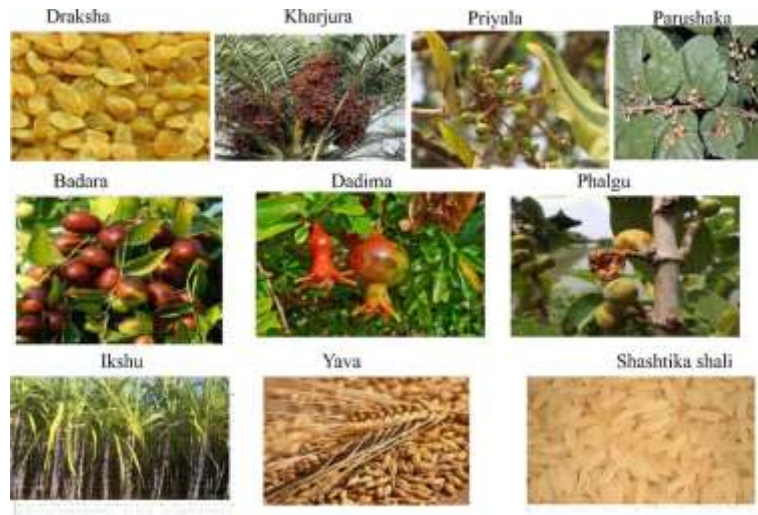 Draksha
Kharjura
Priyala
Parushaka
Badara
Dadima
Phalgu
Ikshu
Yava
Shashtika shali